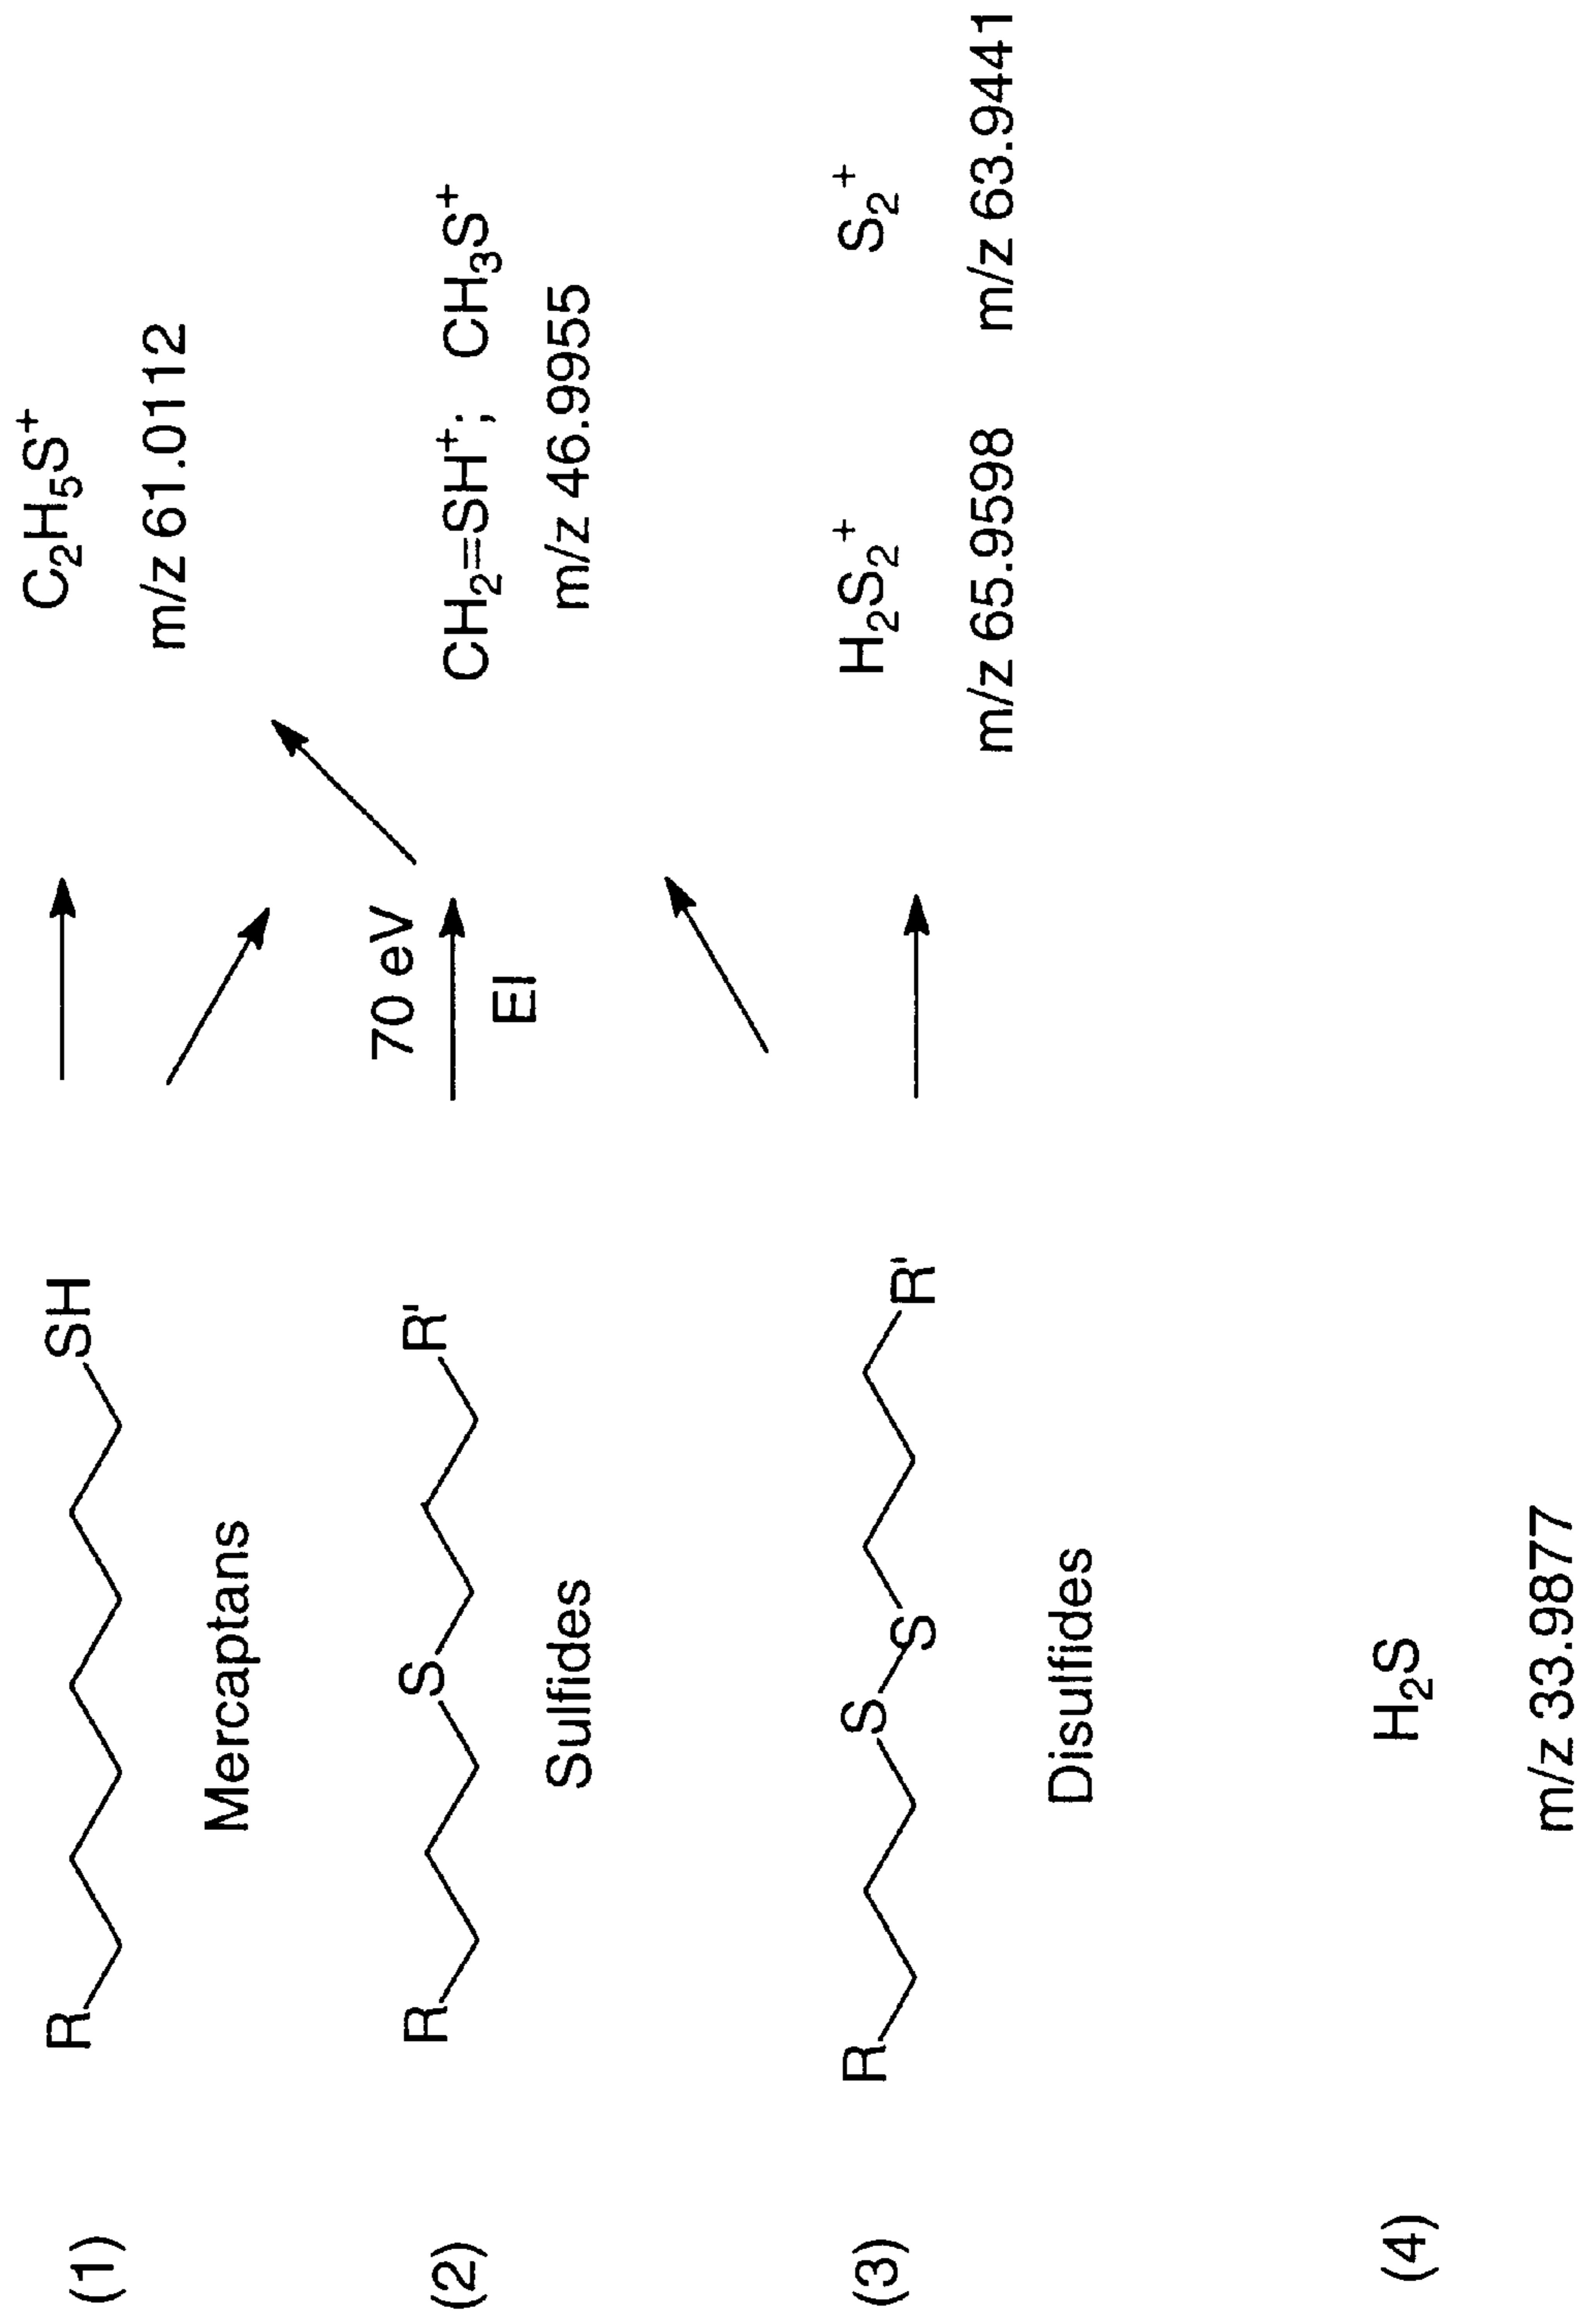 (1) R SH C₂H₅S⁺
Mercaptans m/z 61.0112
70 eV
(2) R S R' CH₂=SH⁺; CH₃S⁺
EI
Sulfides m/z 46.9955
(3) R S S R' H₂S₂⁺ S₂⁺
m/z 65.9598 m/z 63.9441
Disulfides
(4) H₂S
m/z 33.9877